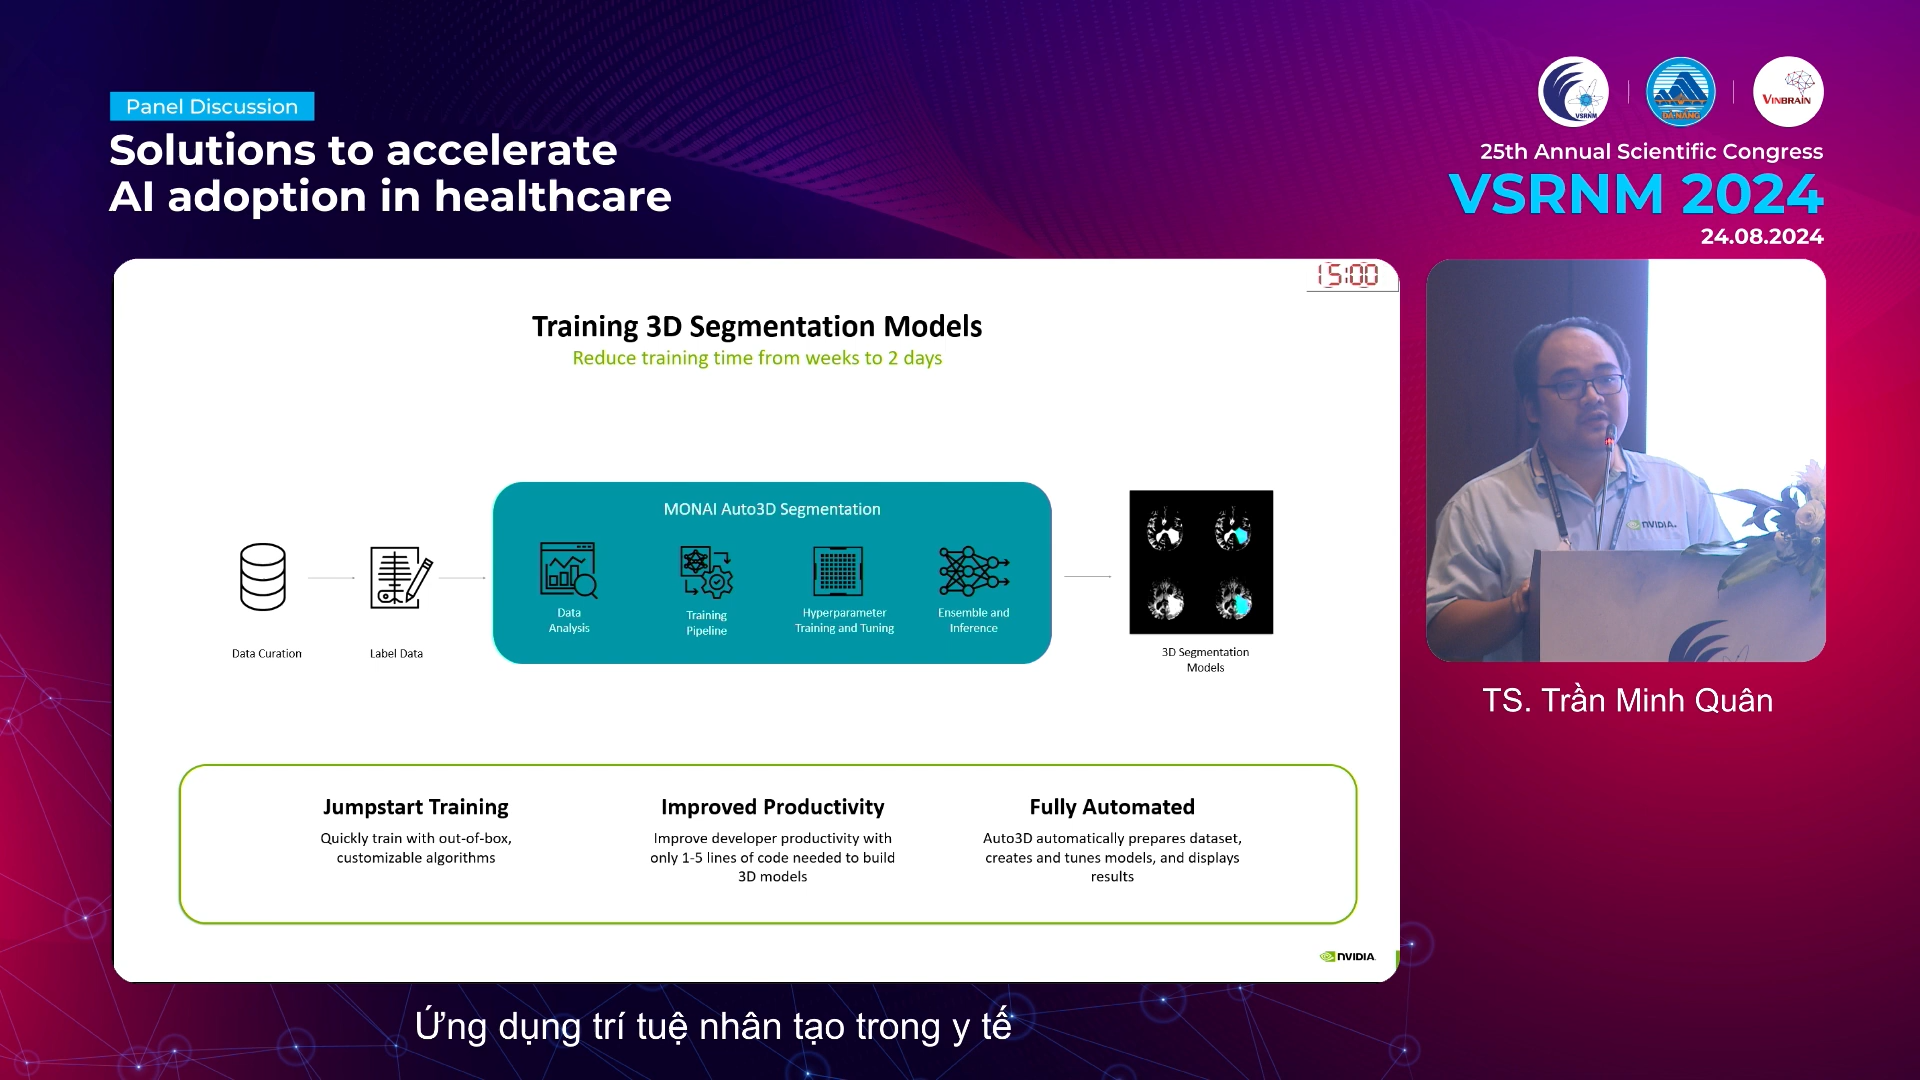 Panel Discussion
Solutions to accelerate
AI adoption in healthcare
VSRNM
DA NANG
VINBRAIN
25th Annual Scientific Congress
VSRNM 2024
24.08.2024
15:00
Training 3D Segmentation Models
Reduce training time from weeks to 2 days
MONAI Auto3D Segmentation
Data
Analysis
Training
Pipeline
Hyperparameter
Training and Tuning
Ensemble and
Inference
Data Curation
Label Data
3D Segmentation
Models
Jumpstart Training
Quickly train with out-of-box,
customizable algorithms
Improved Productivity
Improve developer productivity with
only 1-5 lines of code needed to build
3D models
Fully Automated
Auto3D automatically prepares dataset,
creates and tunes models, and displays
results
NVIDIA
NVIDIA
TS. Trần Minh Quân
Ứng dụng trí tuệ nhân tạo trong y tế